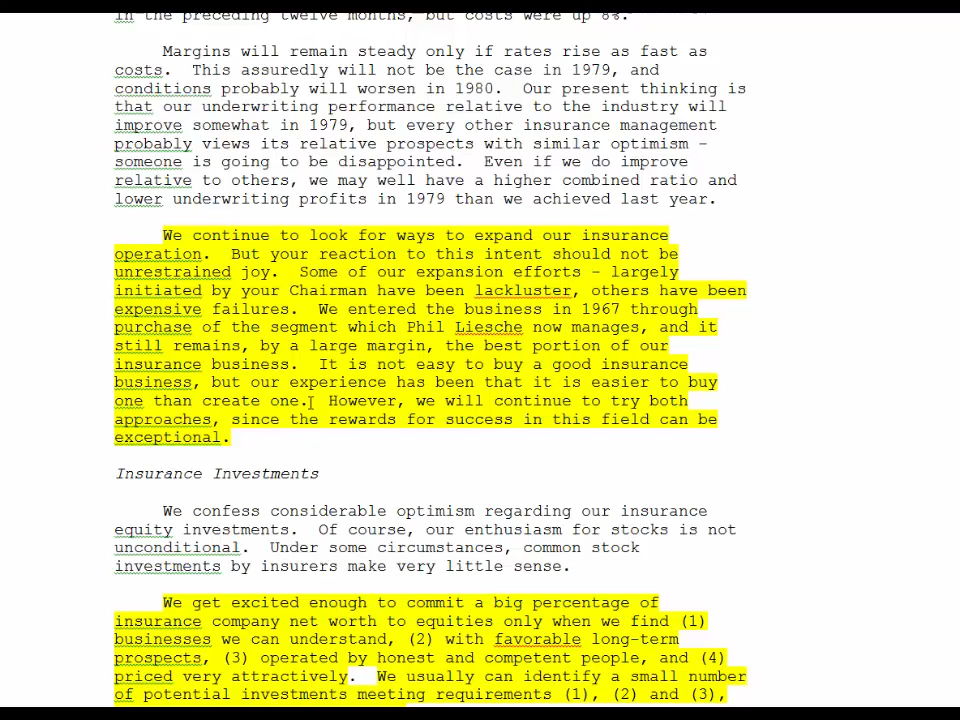 in the preceding twelve months, but costs were up 8%.
Margins will remain steady only if rates rise as fast as
costs.  This assuredly will not be the case in 1979, and
conditions probably will worsen in 1980.  Our present thinking is
that our underwriting performance relative to the industry will
improve somewhat in 1979, but every other insurance management
probably views its relative prospects with similar optimism -
someone is going to be disappointed.  Even if we do improve
relative to others, we may well have a higher combined ratio and
lower underwriting profits in 1979 than we achieved last year.
We continue to look for ways to expand our insurance
operation.  But your reaction to this intent should not be
unrestrained joy.  Some of our expansion efforts - largely
initiated by your Chairman have been lackluster, others have been
expensive failures.  We entered the business in 1967 through
purchase of the segment which Phil Liesche now manages, and it
still remains, by a large margin, the best portion of our
insurance business.  It is not easy to buy a good insurance
business, but our experience has been that it is easier to buy
one than create one.  However, we will continue to try both
approaches, since the rewards for success in this field can be
exceptional.
Insurance Investments
We confess considerable optimism regarding our insurance
equity investments.  Of course, our enthusiasm for stocks is not
unconditional.  Under some circumstances, common stock
investments by insurers make very little sense.
We get excited enough to commit a big percentage of
insurance company net worth to equities only when we find (1)
businesses we can understand, (2) with favorable long-term
prospects, (3) operated by honest and competent people, and (4)
priced very attractively.  We usually can identify a small number
of potential investments meeting requirements (1), (2) and (3),